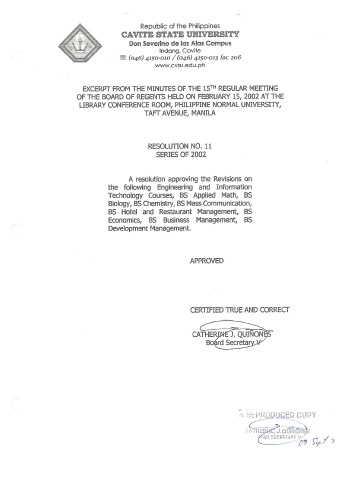 Republic of the Philippines
CAVITE STATE UNIVERSITY
Don Severino de las Alas Campus
Indang, Cavite
☎ (046) 4150-010 / (046) 4150-013 loc 206
www.cvsu.edu.ph
EXCERPT FROM THE MINUTES OF THE 15TH REGULAR MEETING
OF THE BOARD OF REGENTS HELD ON FEBRUARY 15, 2002 AT THE
LIBRARY CONFERENCE ROOM, PHILIPPINE NORMAL UNIVERSITY,
TAFT AVENUE, MANILA
RESOLUTION NO. 11
SERIES OF 2002
A resolution approving the Revisions on
the following Engineering and Information
Technology Courses, BS Applied Math, BS
Biology, BS Chemistry, BS Mass Communication,
BS Hotel and Restaurant Management, BS
Economics, BS Business Management, BS
Development Management.
APPROVED
CERTIFIED TRUE AND CORRECT
CATHERINE J. QUIÑONES
Board Secretary V
A REPRODUCED COPY
CATHERINE J. QUIÑONES
SECRETARY
09 Sept